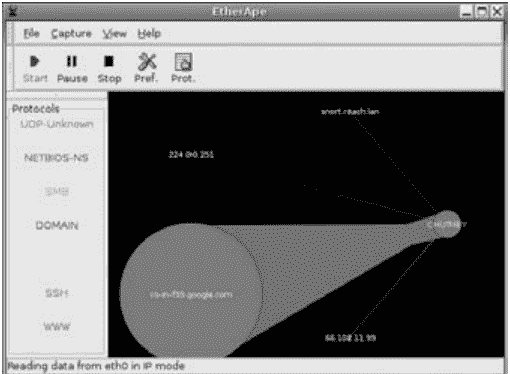 EtherApe
File Capture View Help
Start Pause Stop Pref. Prot.
Protocols
UDP-Unknown
NETBIOS-NS
SMB
DOMAIN
SSH
WWW
224.0.0.251
66.102.11.99
Reading data from eth0 in IP mode